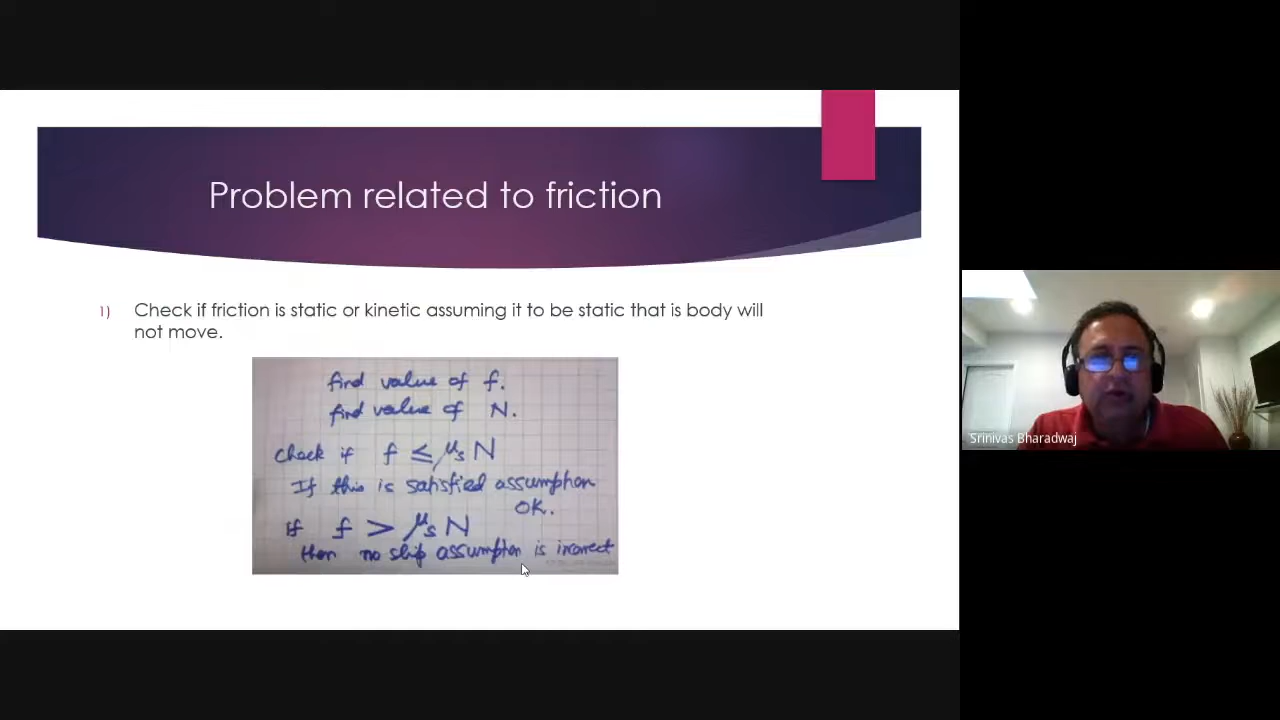 Problem related to friction
1) Check if friction is static or kinetic assuming it to be static that is body will
not move.
find value of f.
find value of N.
check if f ≤ μs N
If this is satisfied assumption
OK.
If f > μs N
then no slip assumption is incorrect
Srinivas Bharadwaj